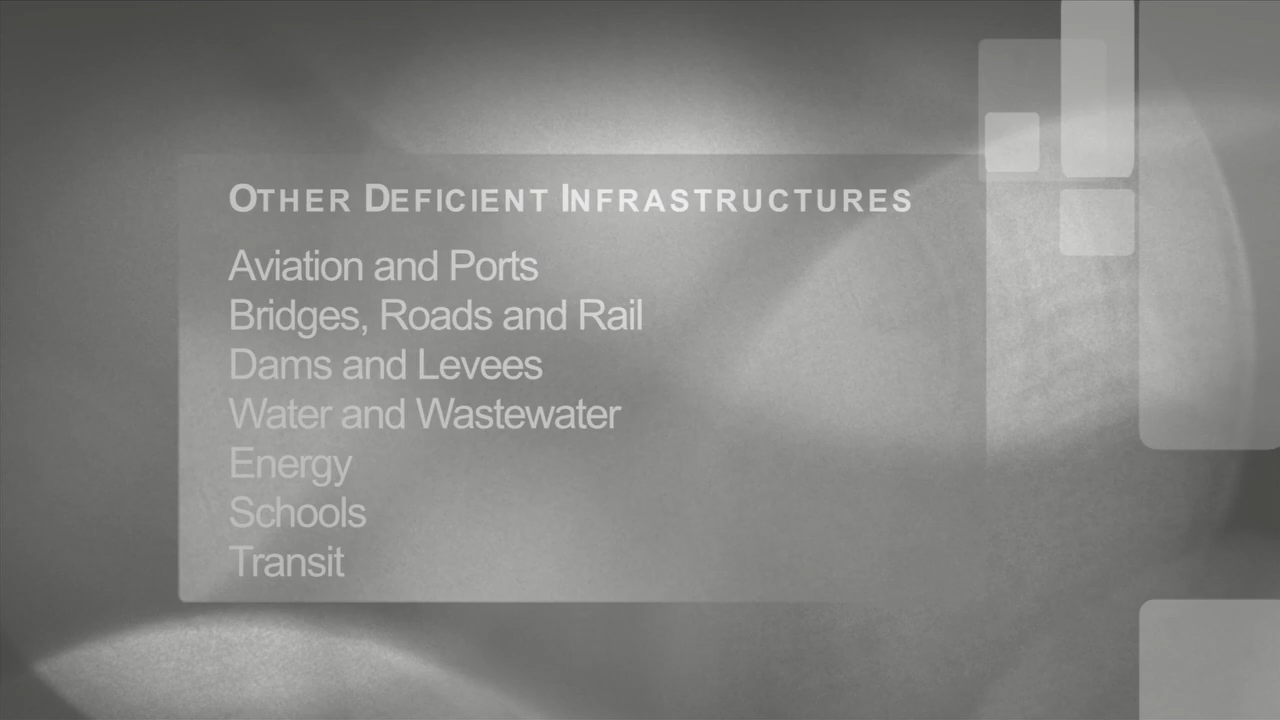 Other Deficient Infrastructures
Aviation and Ports
Bridges, Roads and Rail
Dams and Levees
Water and Wastewater
Energy
Schools
Transit